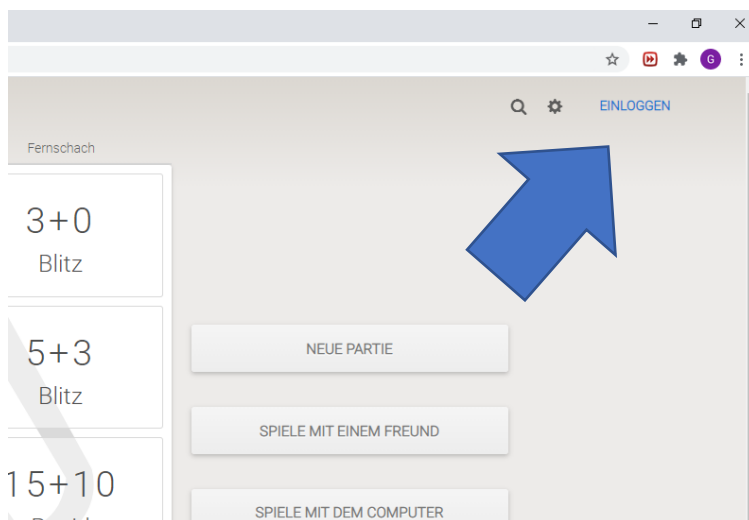 G
EINLOGGEN
Fernschach
3+0
Blitz
5+3
Blitz
15+10
NEUE PARTIE
SPIELE MIT EINEM FREUND
SPIELE MIT DEM COMPUTER